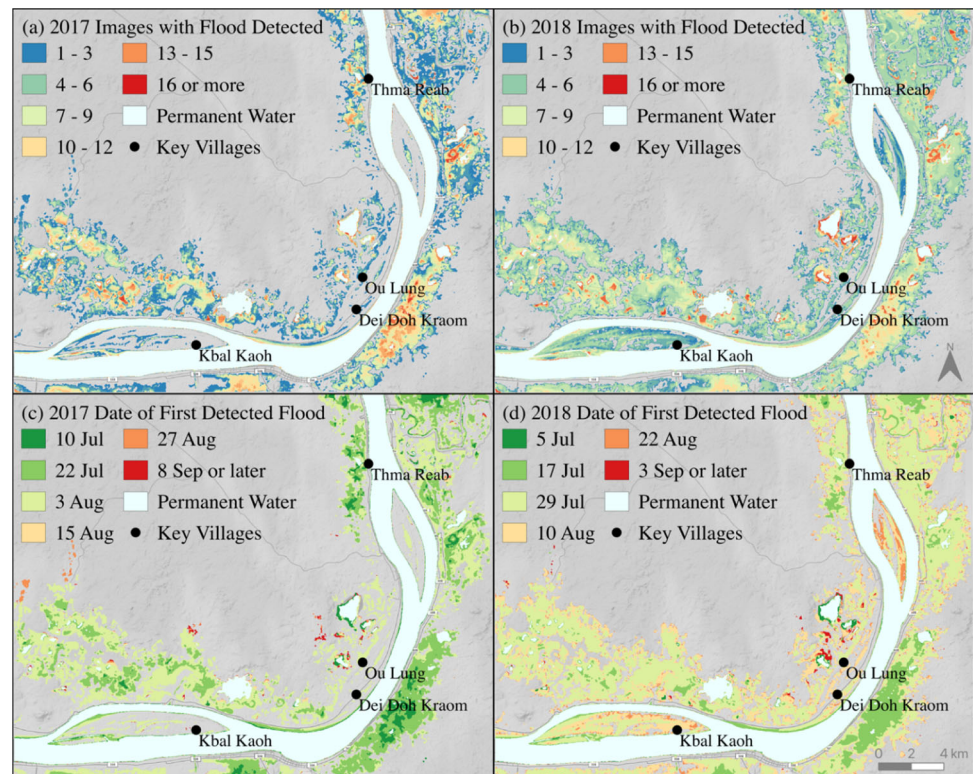 (a) 2017 Images with Flood Detected
1 - 3
13 - 15
4 - 6
16 or more
7 - 9
Permanent Water
10 - 12
Key Villages
Thma Reab
Ou Lung
Dei Doh Kraom
Kbal Kaoh
(b) 2018 Images with Flood Detected
1 - 3
13 - 15
4 - 6
16 or more
7 - 9
Permanent Water
10 - 12
Key Villages
Thma Reab
Ou Lung
Dei Doh Kraom
Kbal Kaoh
N
(c) 2017 Date of First Detected Flood
10 Jul
27 Aug
22 Jul
8 Sep or later
3 Aug
Permanent Water
15 Aug
Key Villages
Thma Reab
Ou Lung
Dei Doh Kraom
Kbal Kaoh
(d) 2018 Date of First Detected Flood
5 Jul
22 Aug
17 Jul
3 Sep or later
29 Jul
Permanent Water
10 Aug
Key Villages
Thma Reab
Ou Lung
Dei Doh Kraom
Kbal Kaoh
0 2 4 km